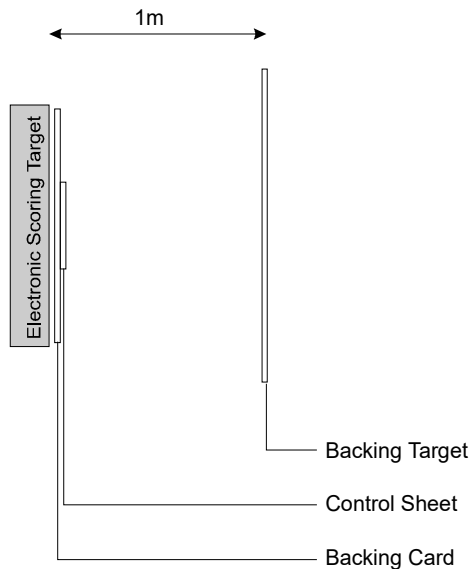 1m
Electronic Scoring Target
Backing Target
Control Sheet
Backing Card